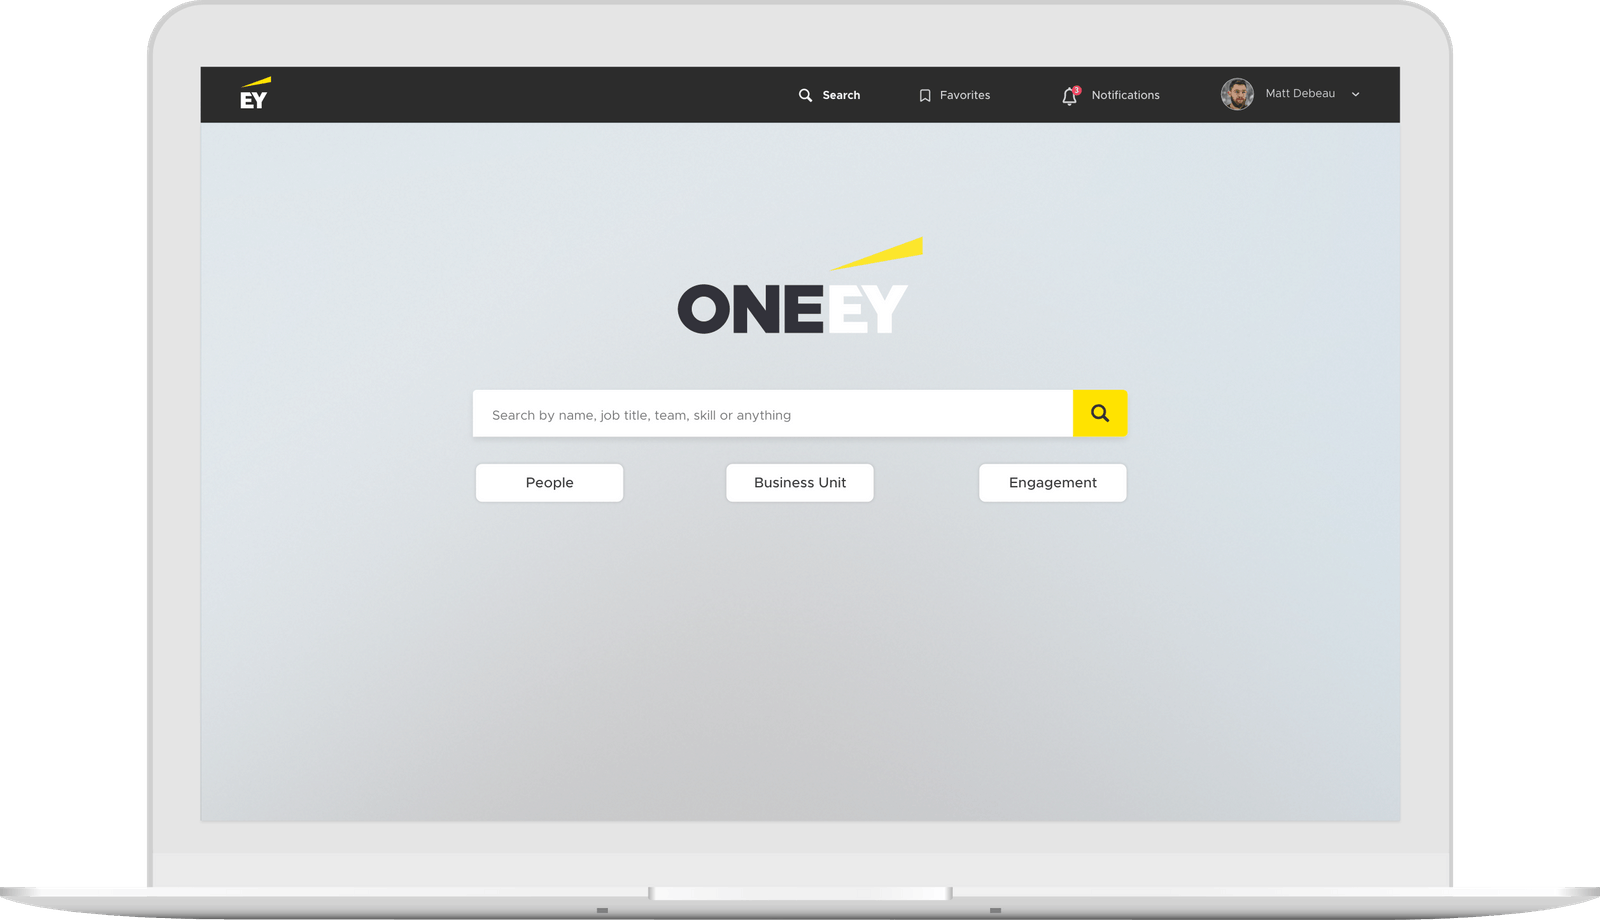 EY
Search
Favorites
3
Notifications
Matt Debeau
ONEEY
Search by name, job title, team, skill or anything
People
Business Unit
Engagement